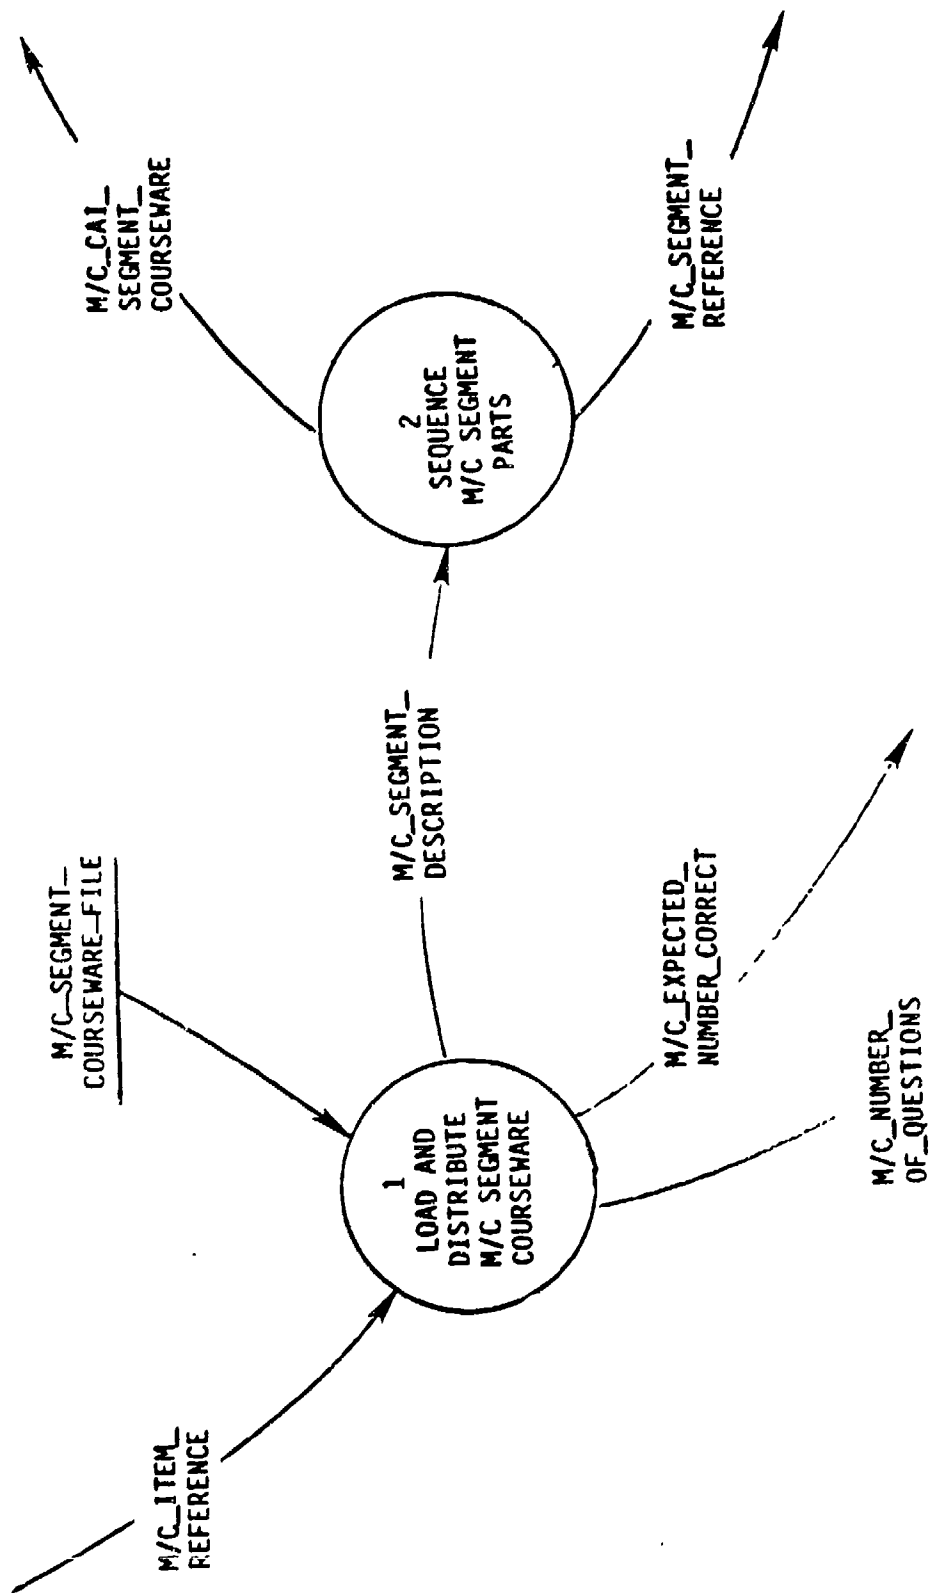 M/C_ITEM_
REFERENCE
M/C_SEGMENT_
COURSEWARE_FILE
1
LOAD AND
DISTRIBUTE
M/C SEGMENT
COURSEWARE
M/C_NUMBER_
OF_QUESTIONS
M/C_EXPECTED_
NUMBER_CORRECT
M/C_SEGMENT_
DESCRIPTION
2
SEQUENCE
M/C SEGMENT
PARTS
M/C_CAI_
SEGMENT_
COURSEWARE
M/C_SEGMENT_
REFERENCE